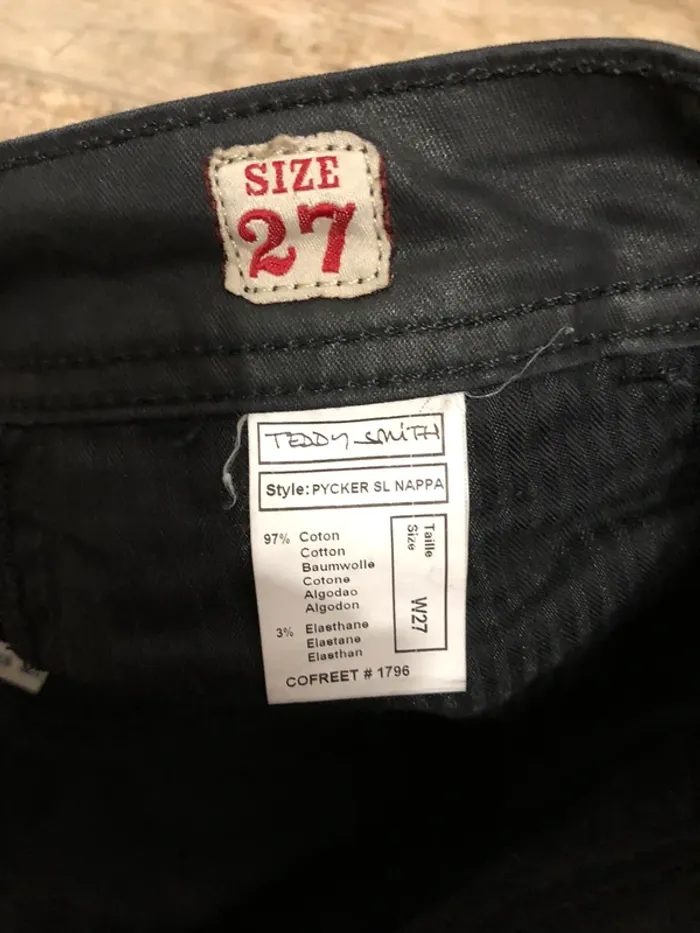 SIZE
27
TEDDY SMITH
Style: PYCKER SL NAPPA
97% Coton
Cotton
Baumwolle
Cotone
Algodao
Algodon
3% Elasthane
Elastane
Elasthan
Taille
Size
W27
COFREET # 1796